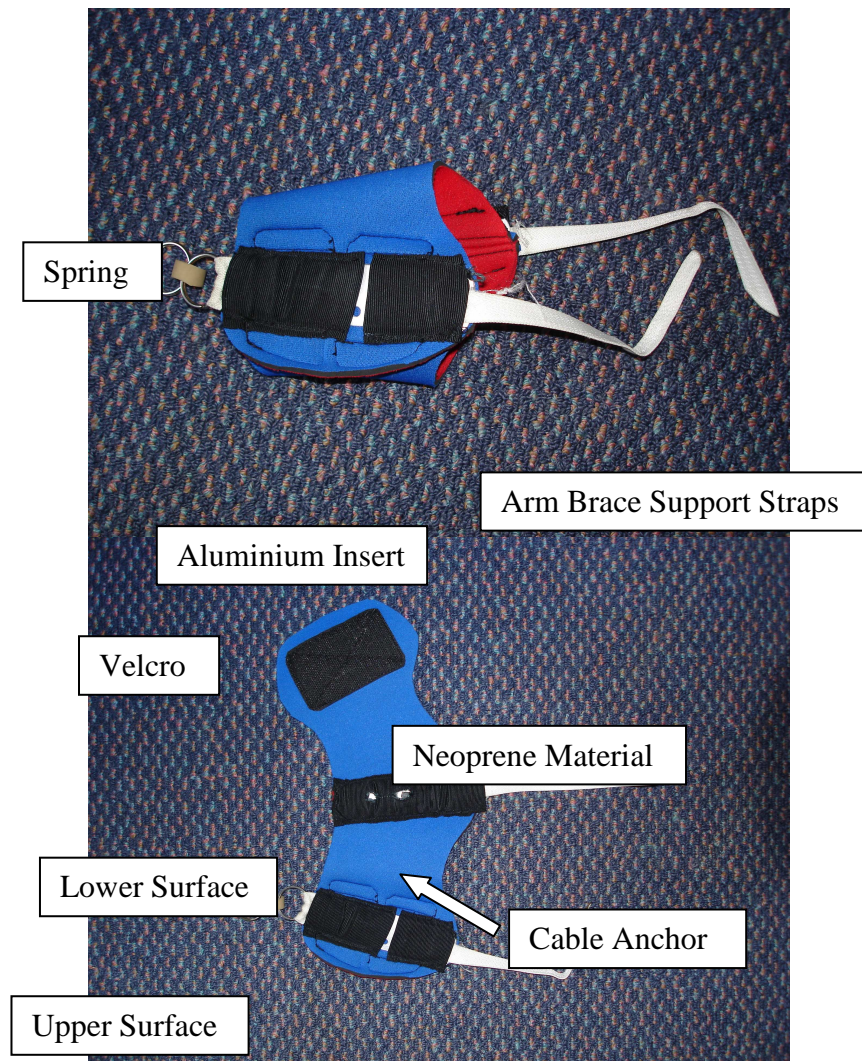 Spring
Arm Brace Support Straps
Aluminium Insert
Velcro
Neoprene Material
Lower Surface
Cable Anchor
Upper Surface